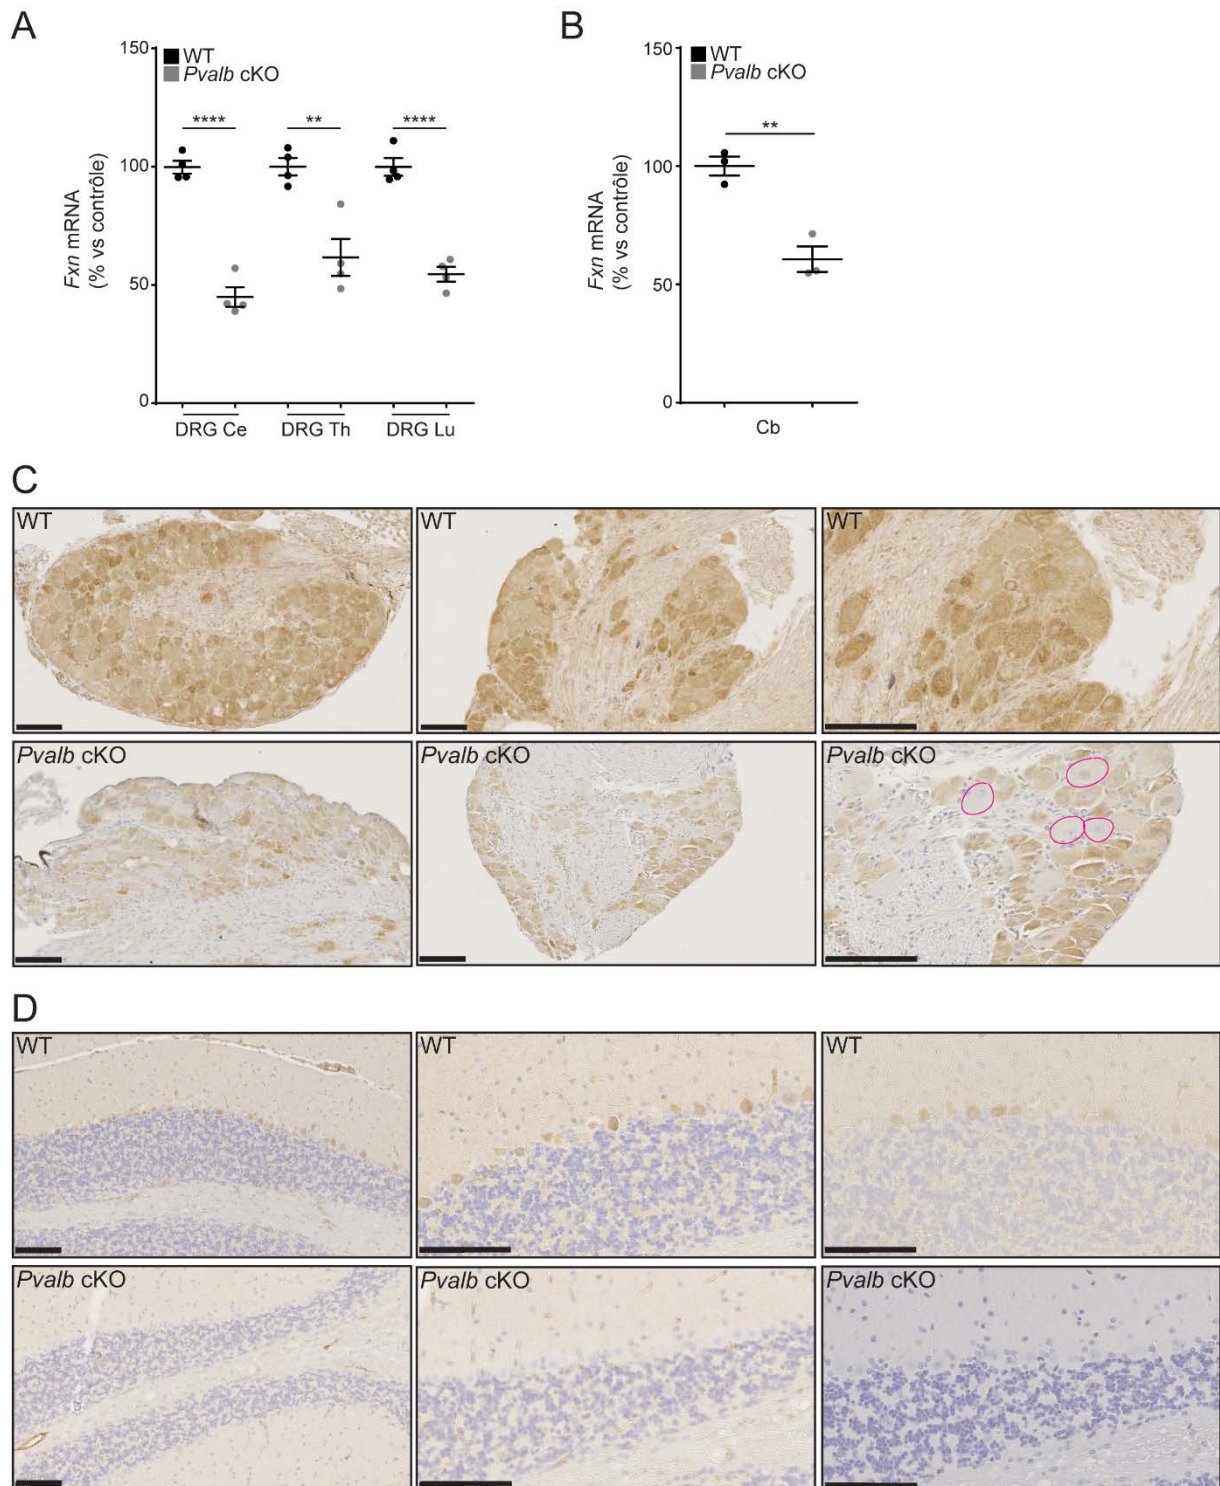 A
150
WT
Pvalb cKO
****
**
****
100
50
0
Fxn mRNA
(% vs contrôle)
DRG Ce
DRG Th
DRG Lu
B
150
WT
Pvalb cKO
**
100
50
0
Fxn mRNA
(% vs contrôle)
Cb
C
WT
WT
WT
Pvalb cKO
Pvalb cKO
Pvalb cKO
D
WT
WT
WT
Pvalb cKO
Pvalb cKO
Pvalb cKO